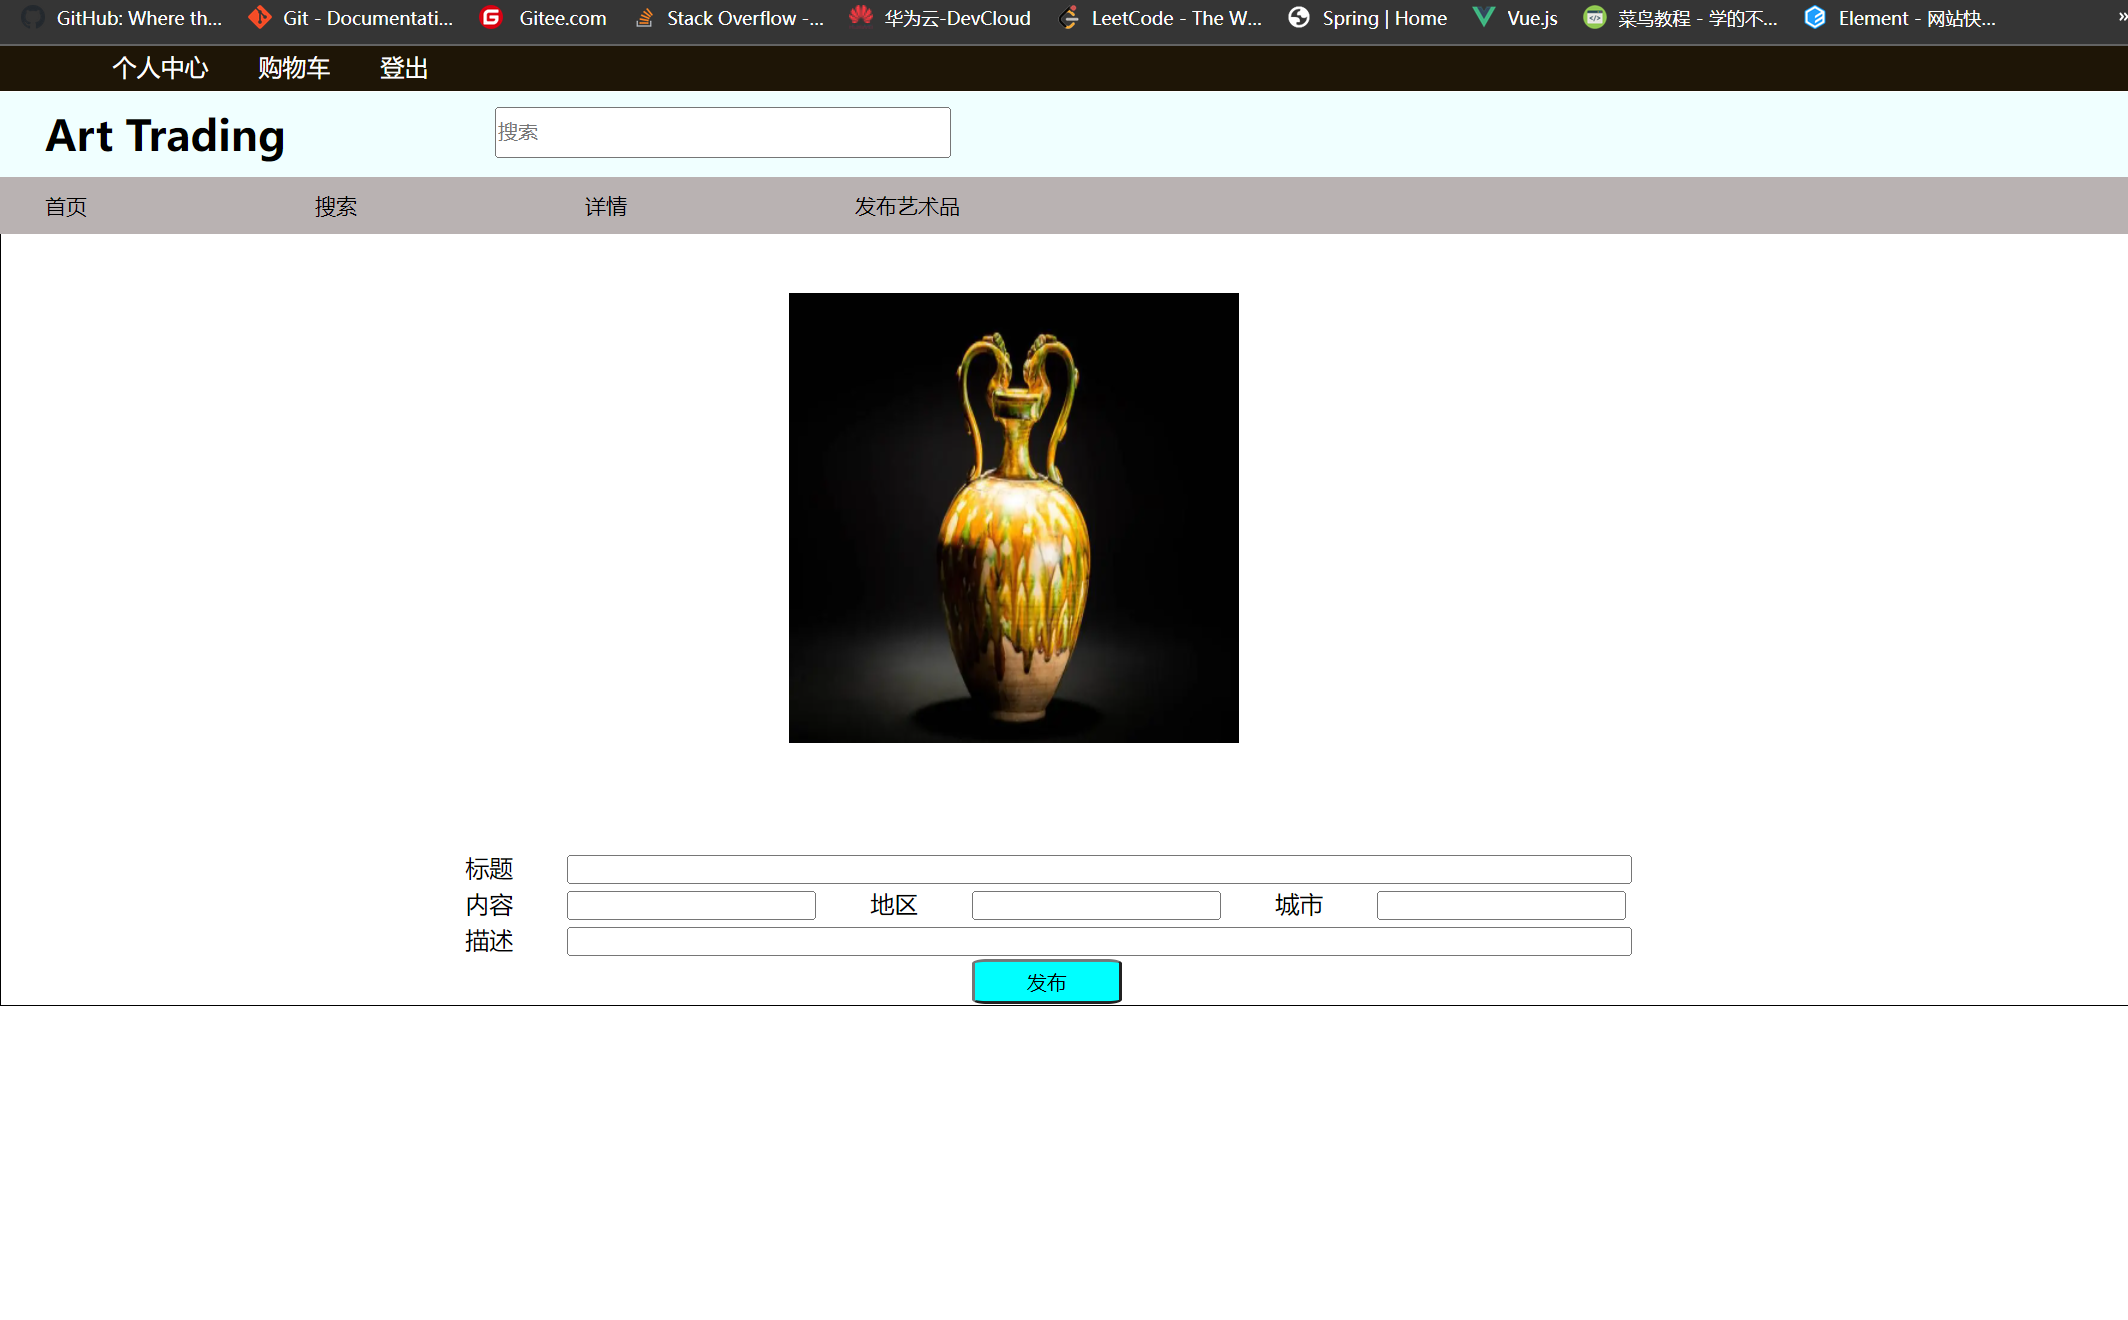 GitHub: Where th... Git - Documentati... Gitee.com Stack Overflow -... 华为云-DevCloud LeetCode - The W... Spring | Home Vue.js 菜鸟教程 - 学的不... Element - 网站快... »
个人中心 购物车 登出
Art Trading 搜索
首页 搜索 详情 发布艺术品
标题
内容 地区 城市
描述
发布